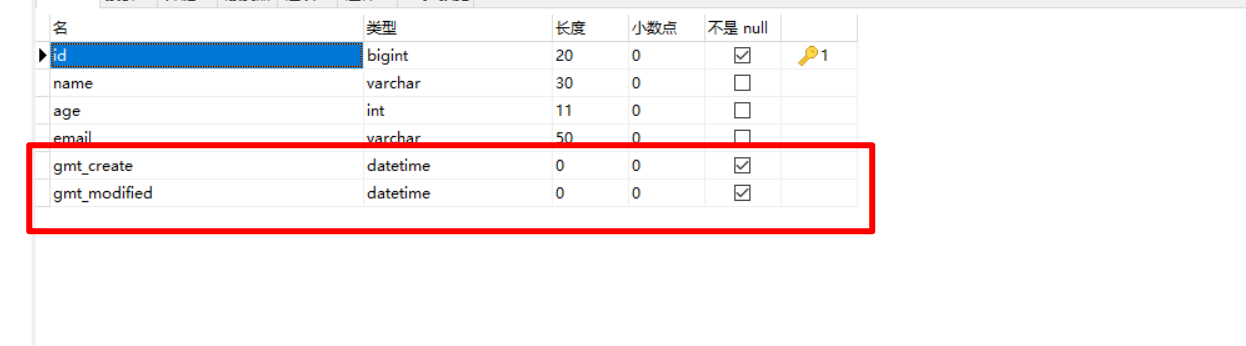 名 类型 长度 小数点 不是 null
id bigint 20 0 1
name varchar 30 0
age int 11 0
email varchar 50 0
gmt_create datetime 0 0
gmt_modified datetime 0 0